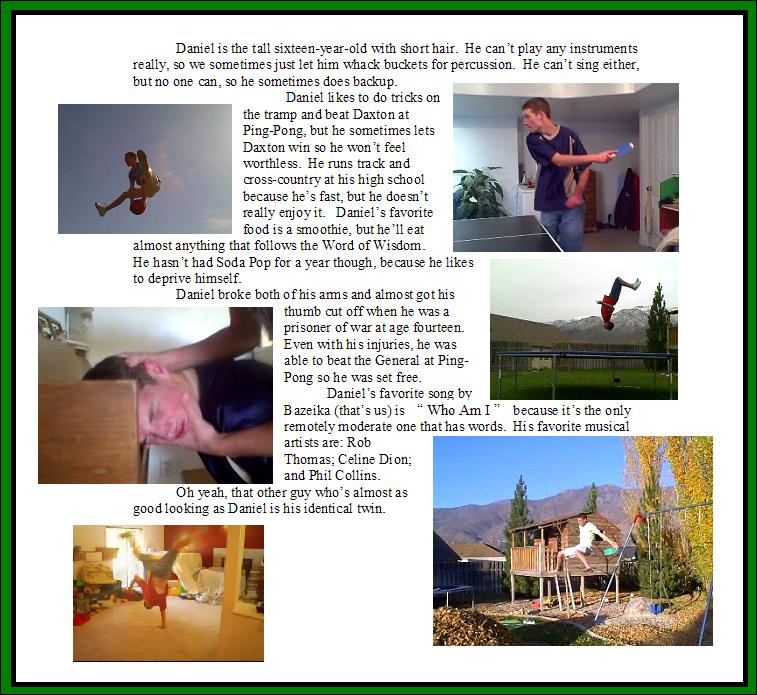 Daniel is the tall sixteen-year-old with short hair.  He can't play any instruments
really, so we sometimes just let him whack buckets for percussion.  He can't sing either,
but no one can, so he sometimes does backup.
Daniel likes to do tricks on
the tramp and beat Daxton at
Ping-Pong, but he sometimes lets
Daxton win so he won't feel
worthless.  He runs track and
cross-country at his high school
because he's fast, but he doesn't
really enjoy it.   Daniel's favorite
food is a smoothie, but he'll eat
almost anything that follows the Word of Wisdom.
He hasn't had Soda Pop for a year though, because he likes
to deprive himself.
Daniel broke both of his arms and almost got his
thumb cut off when he was a
prisoner of war at age fourteen.
Even with his injuries, he was
able to beat the General at Ping-
Pong so he was set free.
Daniel's favorite song by
Bazeika (that's us) is  “ Who Am I ”  because it's the only
remotely moderate one that has words.  His favorite musical
artists are: Rob
Thomas; Celine Dion;
and Phil Collins.
Oh yeah, that other guy who's almost as
good looking as Daniel is his identical twin.